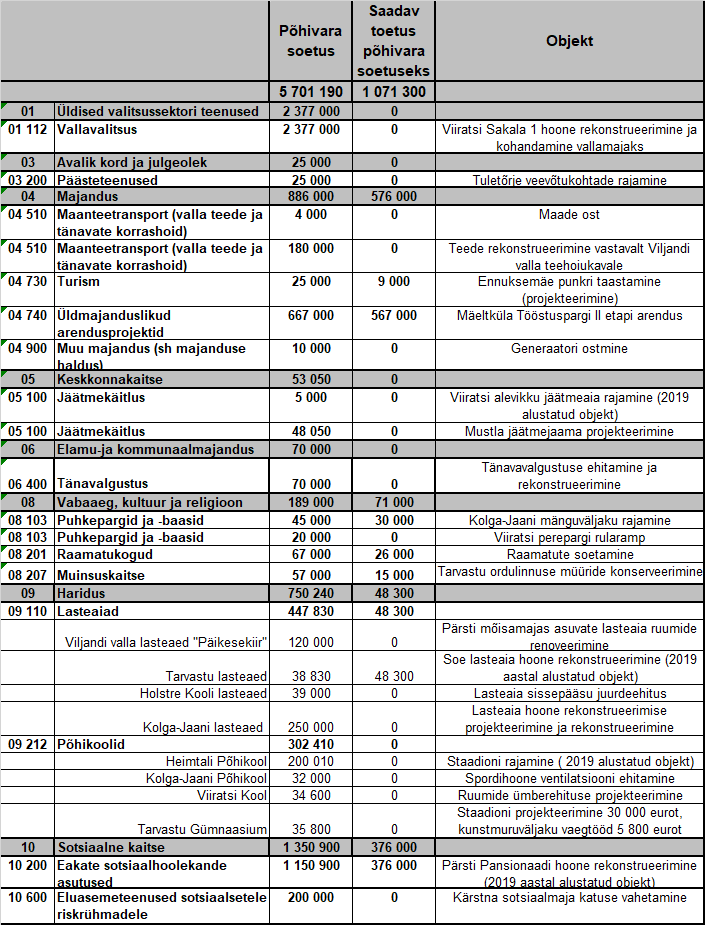 Põhivara soetus | Saadav toetus põhivara soetuseks | Objekt
5 701 190 | 1 071 300
01 | Üldised valitsussektori teenused | 2 377 000 | 0
01 112 | Vallavalitsus | 2 377 000 | 0 | Viiratsi Sakala 1 hoone rekonstrueerimine ja kohandamine vallamajaks
03 | Avalik kord ja julgeolek | 25 000 | 0
03 200 | Päästeteenused | 25 000 | 0 | Tuletõrje veevõtukohtade rajamine
04 | Majandus | 886 000 | 576 000
04 510 | Maanteetransport (valla teede ja tänavate korrashoid) | 4 000 | 0 | Maade ost
04 510 | Maanteetransport (valla teede ja tänavate korrashoid) | 180 000 | 0 | Teede rekonstrueerimine vastavalt Viljandi valla teehoiukavale
04 730 | Turism | 25 000 | 9 000 | Ennuksemäe punkri taastamine (projekteerimine)
04 740 | Üldmajanduslikud arendusprojektid | 667 000 | 567 000 | Mäeltküla Tööstuspargi II etapi arendus
04 900 | Muu majandus (sh majanduse haldus) | 10 000 | 0 | Generaatori ostmine
05 | Keskkonnakaitse | 53 050 | 0
05 100 | Jäätmekäitlus | 5 000 | 0 | Viiratsi alevikku jäätmeaia rajamine (2019 alustatud objekt)
05 100 | Jäätmekäitlus | 48 050 | 0 | Mustla jäätmejaama projekteerimine
06 | Elamu-ja kommunaalmajandus | 70 000 | 0
06 400 | Tänavalgustus | 70 000 | 0 | Tänavavalgustuse ehitamine ja rekonstrueerimine
08 | Vabaaeg, kultuur ja religioon | 189 000 | 71 000
08 103 | Puhkepargid ja -baasid | 45 000 | 30 000 | Kolga-Jaani mänguväljaku rajamine
08 103 | Puhkepargid ja -baasid | 20 000 | 0 | Viiratsi perepargi rularamp
08 201 | Raamatukogud | 67 000 | 26 000 | Raamatute soetamine
08 207 | Muinsuskaitse | 57 000 | 15 000 | Tarvastu ordulinnuse müüride konserveerimine
09 | Haridus | 750 240 | 48 300
09 110 | Lasteaiad | 447 830 | 48 300
Viljandi valla lasteaed "Päikesekiir" | 120 000 | 0 | Pärsti mõisamajas asuvate lasteaia ruumide renoveerimine
Tarvastu lasteaed | 38 830 | 48 300 | Soe lasteaia hoone rekonstrueerimine (2019 aastal alustatud objekt)
Holstre Kooli lasteaed | 39 000 | 0 | Lasteaia sissepääsu juurdeehitus
Kolga-Jaani lasteaed | 250 000 | 0 | Lasteaia hoone rekonstrueerimise projekteerimine ja rekonstrueerimine
09 212 | Põhikoolid | 302 410 | 0
Heimtali Põhikool | 200 010 | 0 | Staadioni rajamine ( 2019 alustatud objekt)
Kolga-Jaani Põhikool | 32 000 | 0 | Spordihoone ventilatsiooni ehitamine
Viiratsi Kool | 34 600 | 0 | Ruumide ümberehituse projekteerimine
Tarvastu Gümnaasium | 35 800 | 0 | Staadioni projekteerimine 30 000 eurot, kunstmuruväljaku vaegtööd 5 800 eurot
10 | Sotsiaalne kaitse | 1 350 900 | 376 000
10 200 | Eakate sotsiaalhoolekande asutused | 1 150 900 | 376 000 | Pärsti Pansionaadi hoone rekonstrueerimine (2019 aastal alustatud objekt)
10 600 | Eluasemeteenused sotsiaalsetele riskrühmadele | 200 000 | 0 | Kärstna sotsiaalmaja katuse vahetamine